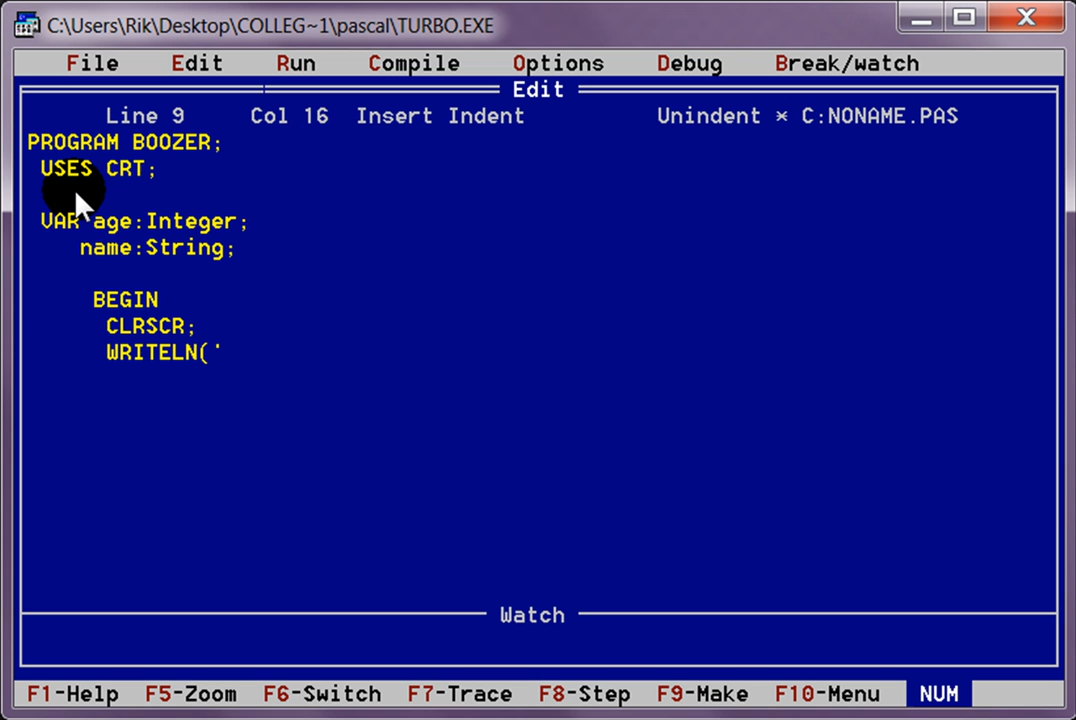 C:\Users\Rik\Desktop\COLLEG~1\pascal\TURBO.EXE
File Edit Run Compile Options Debug Break/watch
Edit
Line 9 Col 16 Insert Indent Unindent * C:NONAME.PAS
PROGRAM BOOZER;
USES CRT;
VAR age:Integer;
name:String;
BEGIN
CLRSCR;
WRITELN('
Watch
F1-Help F5-Zoom F6-Switch F7-Trace F8-Step F9-Make F10-Menu NUM